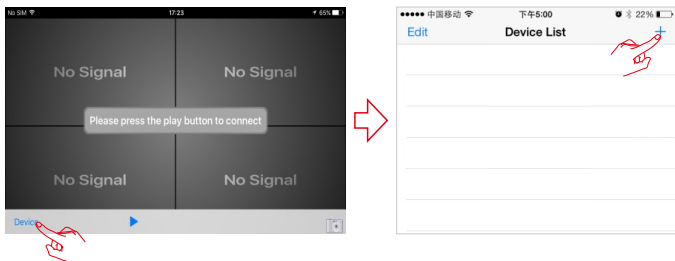 No SIM 17:23 65%
No Signal No Signal
Please press the play button to connect
No Signal No Signal
Device
中国移动 下午5:00 22%
Edit Device List +